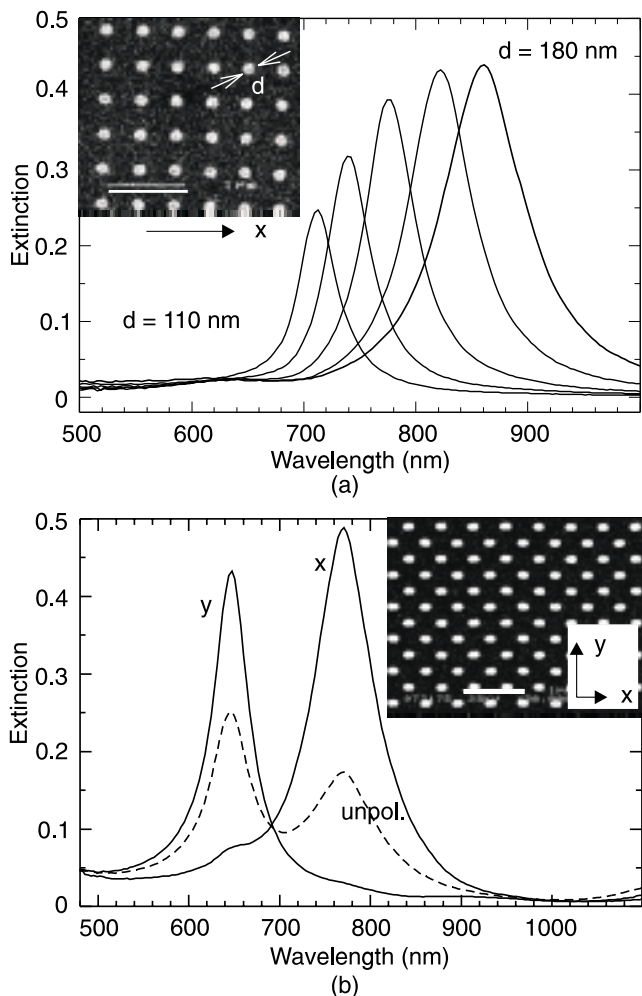 0.5
0.4
0.3
0.2
0.1
0
Extinction
d
x
d = 180 nm
d = 110 nm
500 600 700 800 900
Wavelength (nm)
(a)
0.5
0.4
0.3
0.2
0.1
0
Extinction
y
x
unpol.
y
x
500 600 700 800 900 1000
Wavelength (nm)
(b)